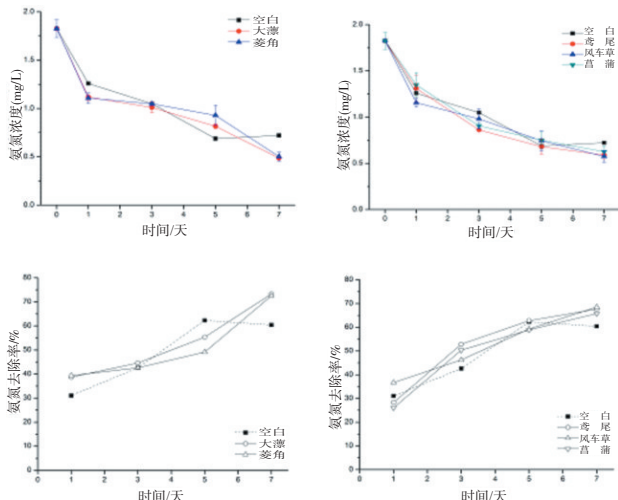 氨氮浓度(mg/L)
2.0
1.5
1.0
0.5
0.0
0 1 2 3 4 5 6 7
时间/天
空白
大薸
菱角
氨氮浓度(mg/L)
2.0
1.5
1.0
0.5
0.0
0 1 2 3 4 5 6 7
时间/天
空 白
鸢 尾
风车草
菖 蒲
氨氮去除率/%
80
70
60
50
40
30
20
10
0
0 1 2 3 4 5 6 7
时间/天
空白
大薸
菱角
氨氮去除率/%
80
70
60
50
40
30
20
10
0
0 1 2 3 4 5 6 7
时间/天
空 白
鸢 尾
风车草
菖 蒲